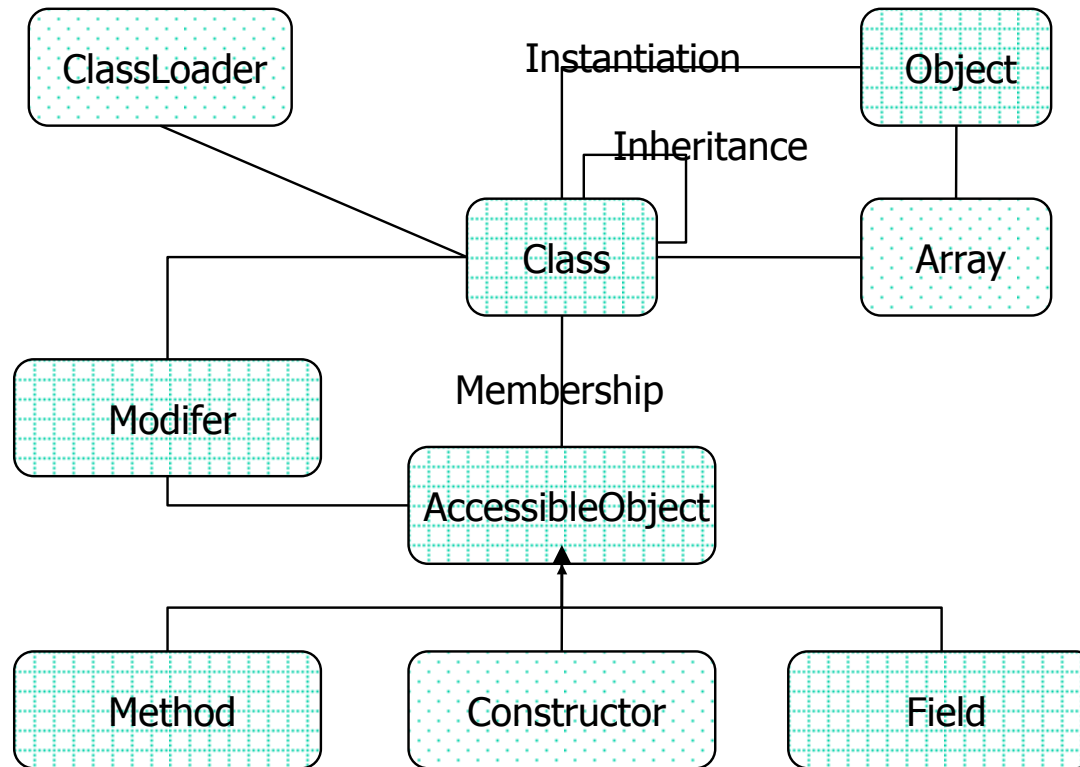 ClassLoader
Instantiation
Object
Inheritance
Class
Array
Membership
Modifer
AccessibleObject
Method
Constructor
Field